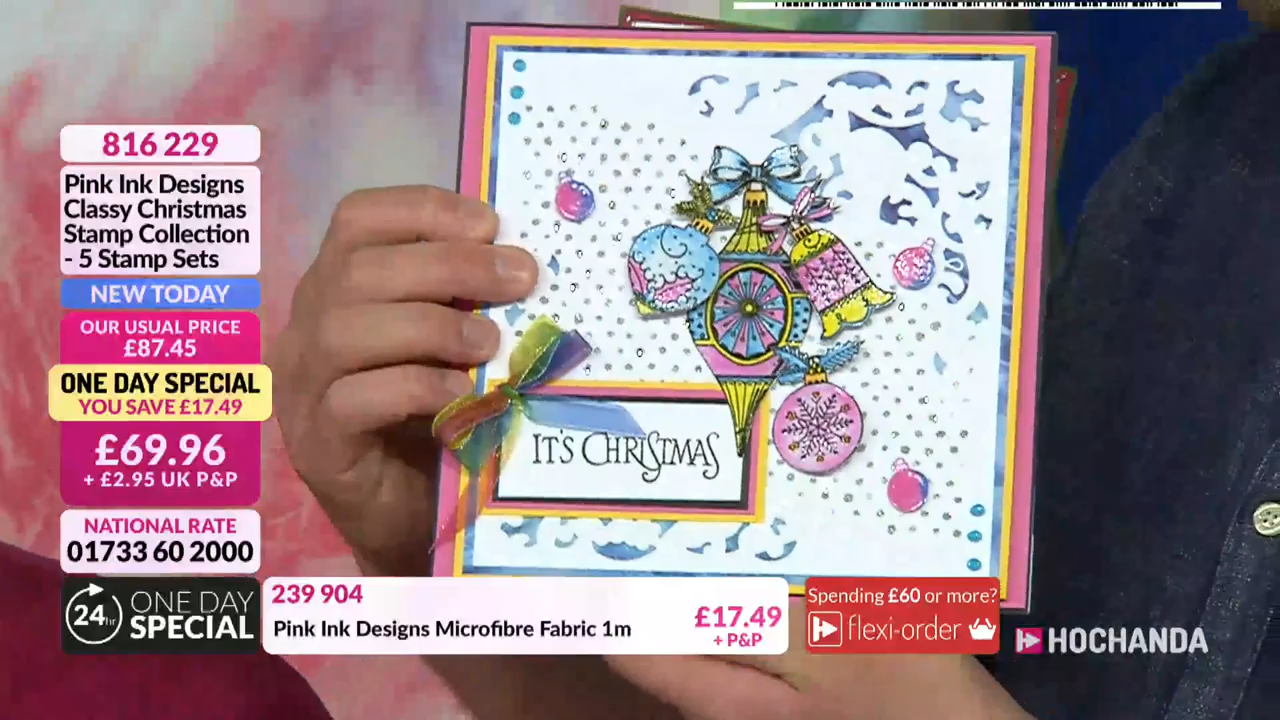 816 229
Pink Ink Designs
Classy Christmas
Stamp Collection
- 5 Stamp Sets
NEW TODAY
OUR USUAL PRICE
£87.45
ONE DAY SPECIAL
YOU SAVE £17.49
£69.96
+ £2.95 UK P&P
NATIONAL RATE
01733 60 2000
24hr
ONE DAY
SPECIAL
239 904
Pink Ink Designs Microfibre Fabric 1m
£17.49
+ P&P
Spending £60 or more?
flexi-order
HOCHANDA
IT'S CHRISTMAS